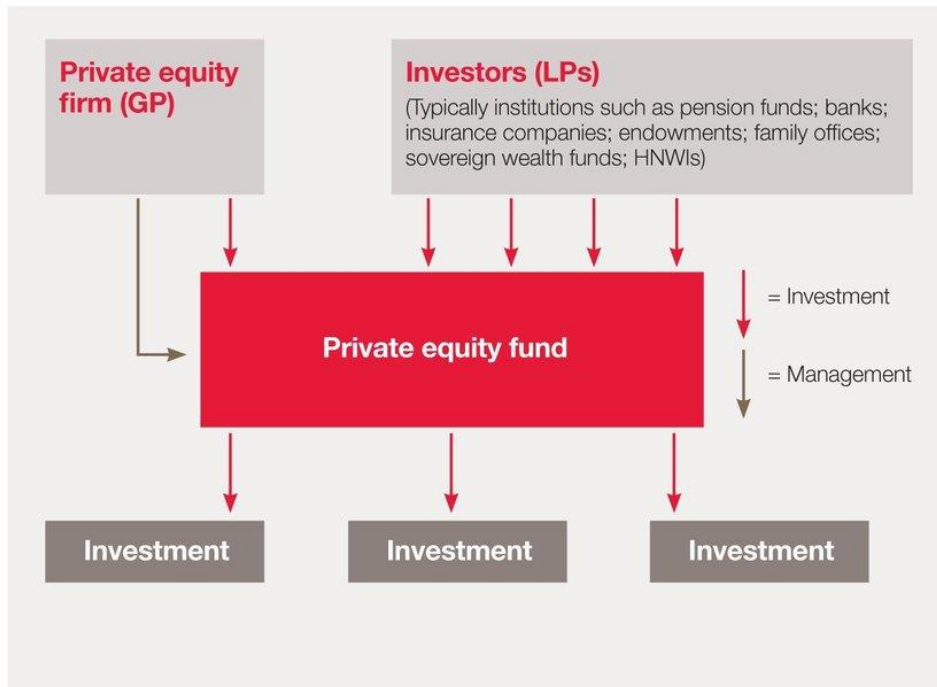 Private equity
firm (GP)
Investors (LPs)
(Typically institutions such as pension funds; banks;
insurance companies; endowments; family offices;
sovereign wealth funds; HNWIs)
Private equity fund
= Investment
= Management
Investment
Investment
Investment